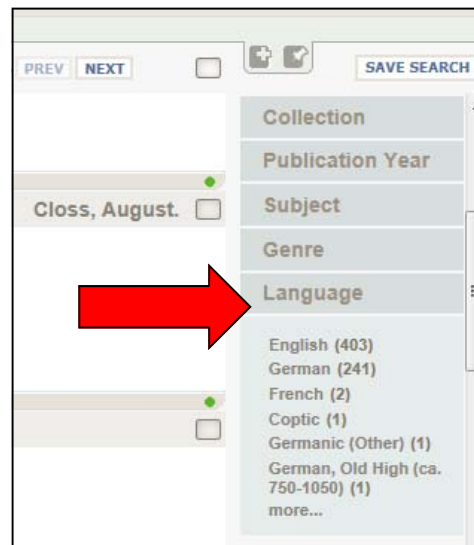 PREV NEXT
SAVE SEARCH
Collection
Publication Year
Closs, August.
Subject
Genre
Language
English (403)
German (241)
French (2)
Coptic (1)
Germanic (Other) (1)
German, Old High (ca.
750-1050) (1)
more...